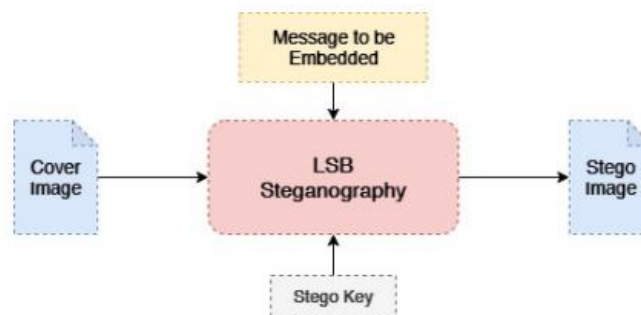 Message to be
Embedded
Cover
Image
LSB
Steganography
Stego
Image
Stego Key